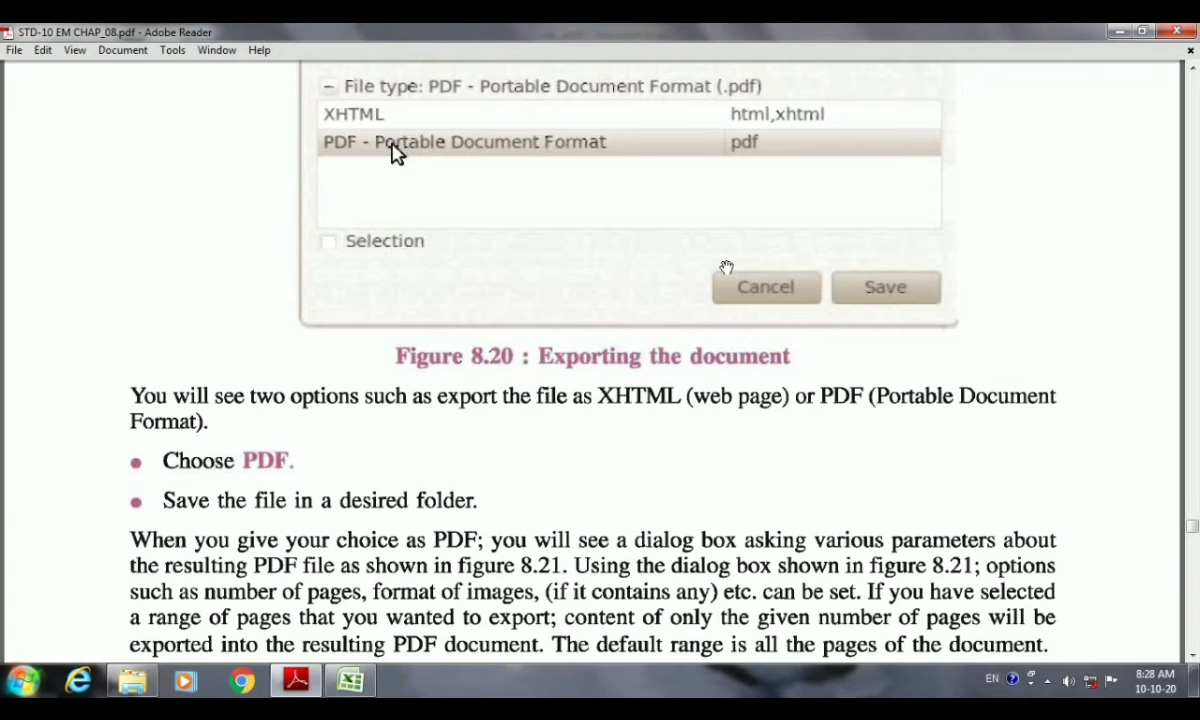 STD-10 EM CHAP_08.pdf - Adobe Reader
File Edit View Document Tools Window Help
File type: PDF - Portable Document Format (.pdf)
XHTML html,xhtml
PDF - Portable Document Format pdf
Selection
Cancel Save
Figure 8.20 : Exporting the document
You will see two options such as export the file as XHTML (web page) or PDF (Portable Document
Format).
• Choose PDF.
• Save the file in a desired folder.
When you give your choice as PDF; you will see a dialog box asking various parameters about
the resulting PDF file as shown in figure 8.21. Using the dialog box shown in figure 8.21; options
such as number of pages, format of images, (if it contains any) etc. can be set. If you have selected
a range of pages that you wanted to export; content of only the given number of pages will be
exported into the resulting PDF document. The default range is all the pages of the document.
EN 8:28 AM
10-10-20